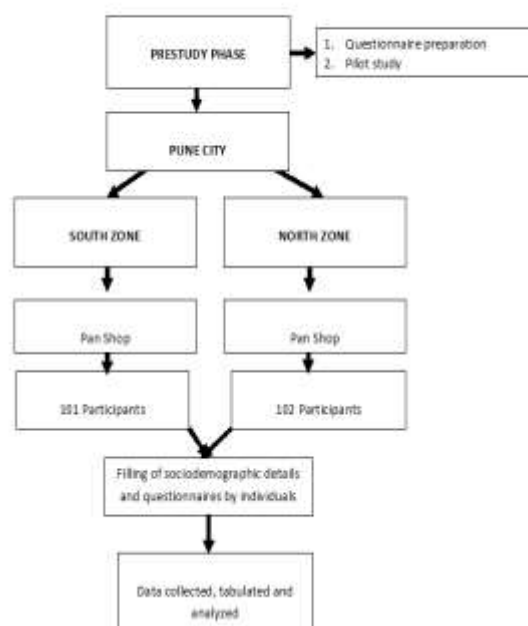 PRESTUDY PHASE
1. Questionnaire preparation
2. Pilot study
PUNE CITY
SOUTH ZONE
NORTH ZONE
Pan Shop
Pan Shop
101 Participants
102 Participants
Filling of sociodemographic details
and questionnaires by individuals
Data collected, tabulated and
analyzed